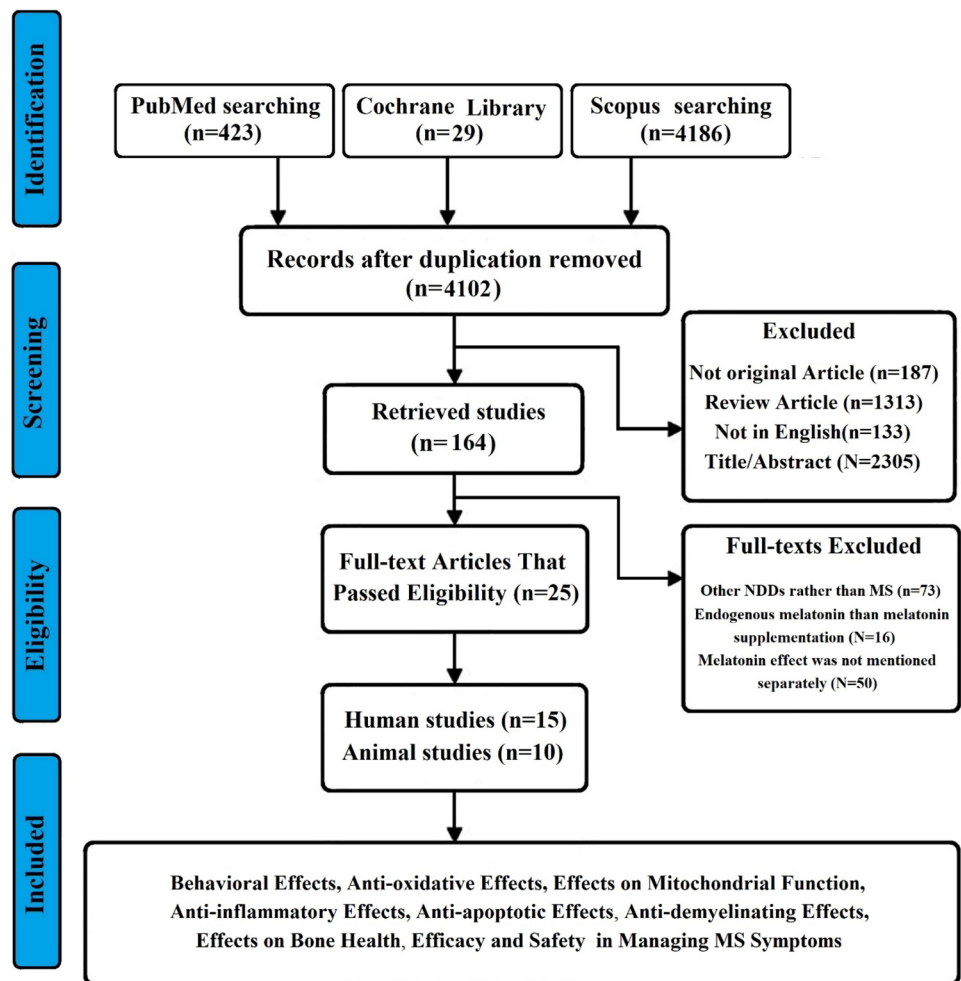 Identification
PubMed searching
(n=423)
Cochrane Library
(n=29)
Scopus searching
(n=4186)
Records after duplication removed
(n=4102)
Screening
Excluded
Not original Article (n=187)
Review Article (n=1313)
Not in English(n=133)
Title/Abstract (N=2305)
Retrieved studies
(n=164)
Eligibility
Full-text Articles That
Passed Eligibility (n=25)
Full-texts Excluded
Other NDDs rather than MS (n=73)
Endogenous melatonin than melatonin
supplementation (N=16)
Melatonin effect was not mentioned
separately (N=50)
Human studies (n=15)
Animal studies (n=10)
Included
Behavioral Effects, Anti-oxidative Effects, Effects on Mitochondrial Function,
Anti-inflammatory Effects, Anti-apoptotic Effects, Anti-demyelinating Effects,
Effects on Bone Health, Efficacy and Safety in Managing MS Symptoms